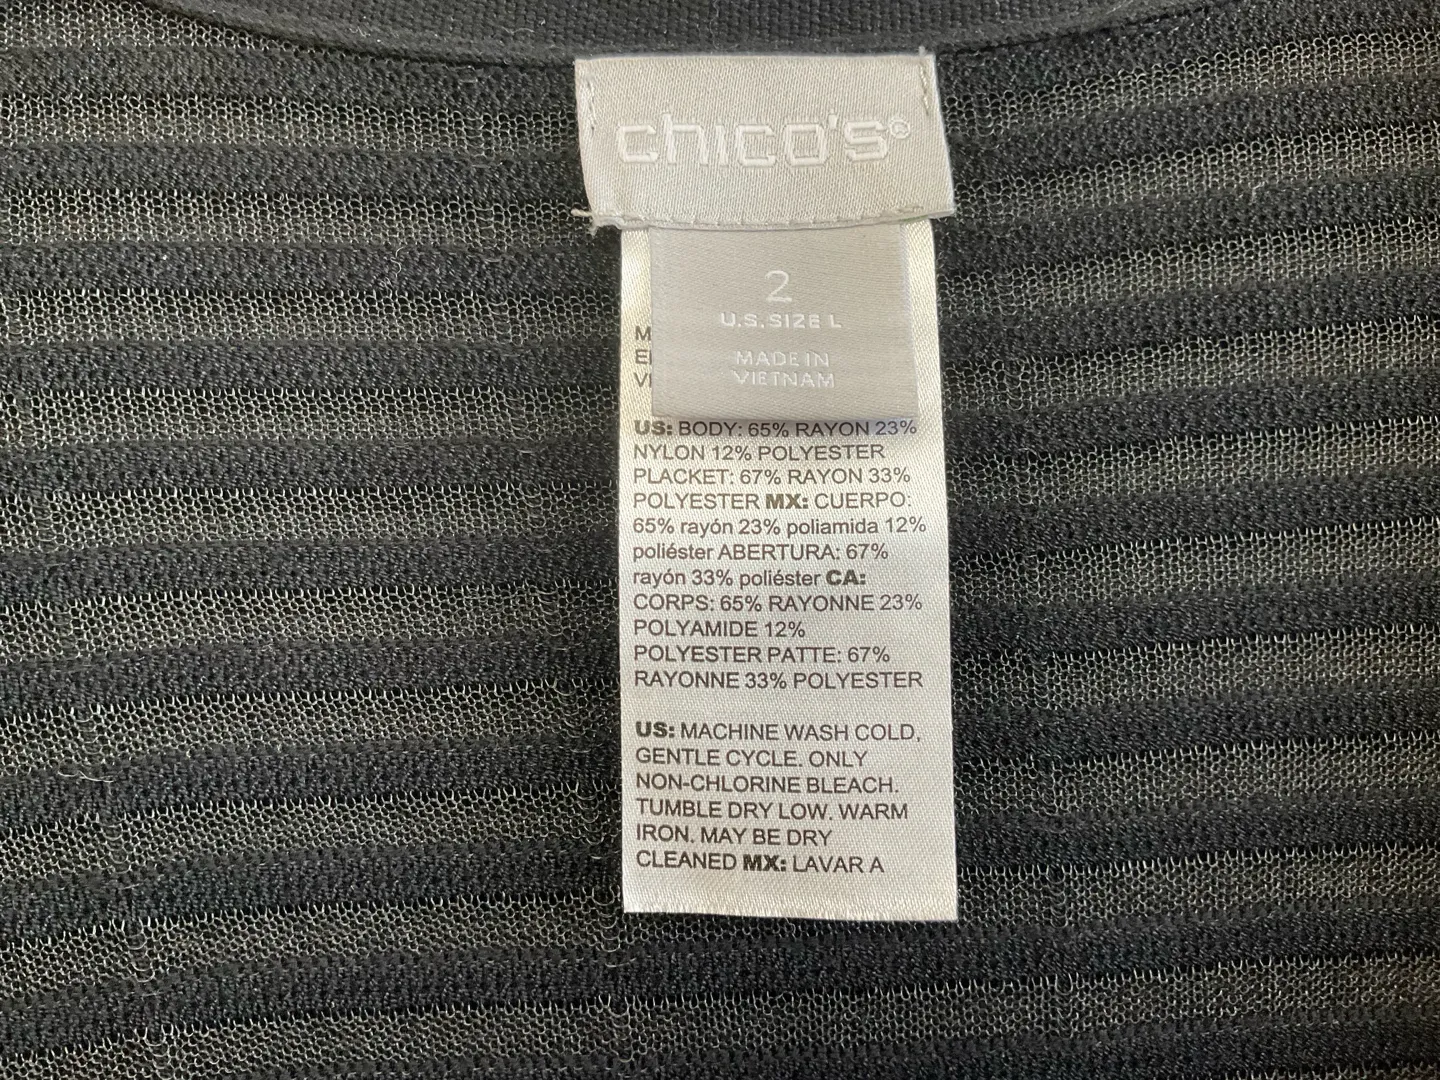 chico's®
2
U.S. SIZE L
MADE IN
VIETNAM
US: BODY: 65% RAYON 23%
NYLON 12% POLYESTER
PLACKET: 67% RAYON 33%
POLYESTER MX: CUERPO:
65% rayón 23% poliamida 12%
poliéster ABERTURA: 67%
rayón 33% poliéster CA:
CORPS: 65% RAYONNE 23%
POLYAMIDE 12%
POLYESTER PATTE: 67%
RAYONNE 33% POLYESTER
US: MACHINE WASH COLD,
GENTLE CYCLE. ONLY
NON-CHLORINE BLEACH.
TUMBLE DRY LOW. WARM
IRON. MAY BE DRY
CLEANED MX: LAVAR A